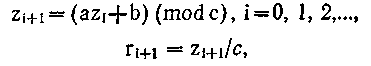 z_{i+1} = (az_i+b) (mod c), i=0, 1, 2,...,
r_{i+1} = z_{i+1}/c,